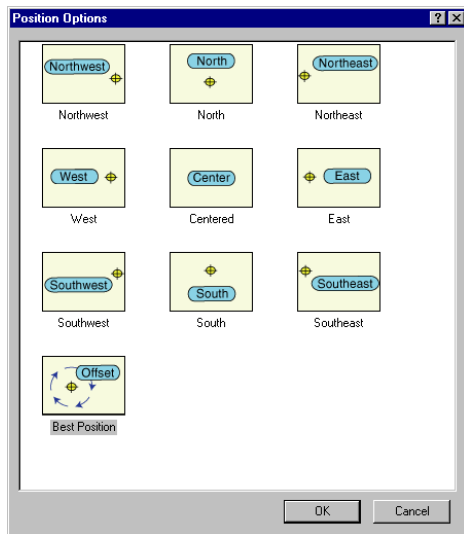 Position Options
Northwest North Northeast
Northwest North Northeast
West Center East
West Centered East
Southwest South Southeast
Southwest South Southeast
Offset
Best Position
OK Cancel